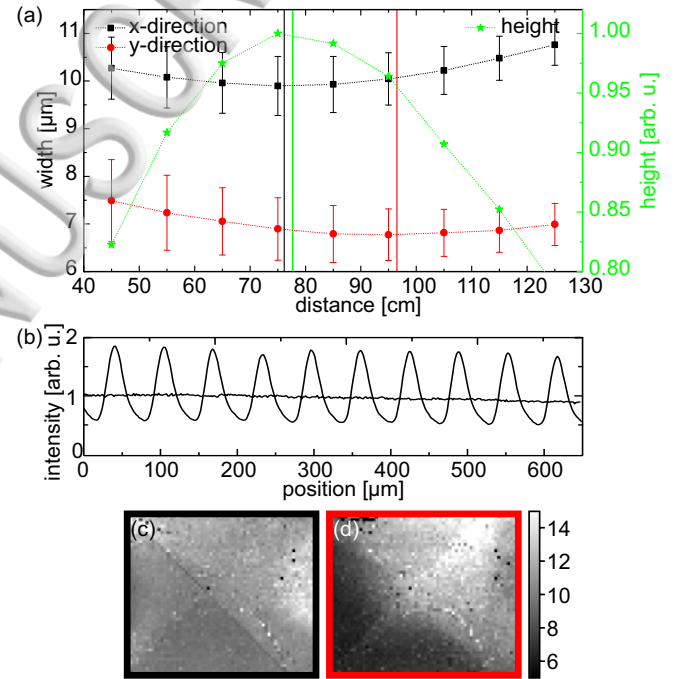 (a)
x-direction
y-direction
height
width [µm]
11
10
9
8
7
6
1.00
0.95
0.90
0.85
0.80
height [arb. u.]
40 50 60 70 80 90 100 110 120 130
distance [cm]
(b)
intensity [arb. u.]
2
1
0
0 100 200 300 400 500 600
position [µm]
(c)
(d)
14
12
10
8
6